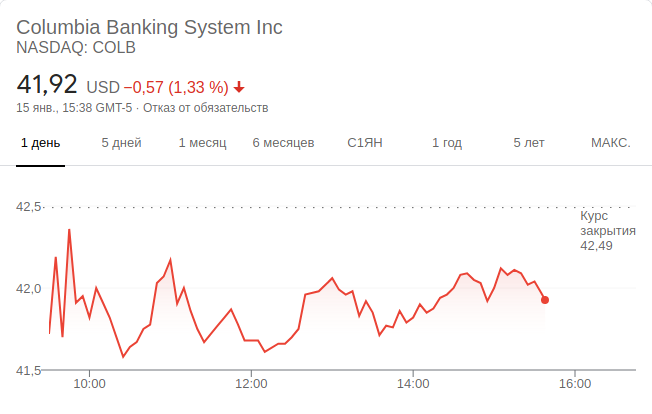 Columbia Banking System Inc
NASDAQ: COLB
41,92 USD −0,57 (1,33 %)
15 янв., 15:38 GMT-5 · Отказ от обязательств
1 день 5 дней 1 месяц 6 месяцев С1ЯН 1 год 5 лет МАКС.
42,5
Курс
закрытия
42,49
42,0
41,5
10:00 12:00 14:00 16:00